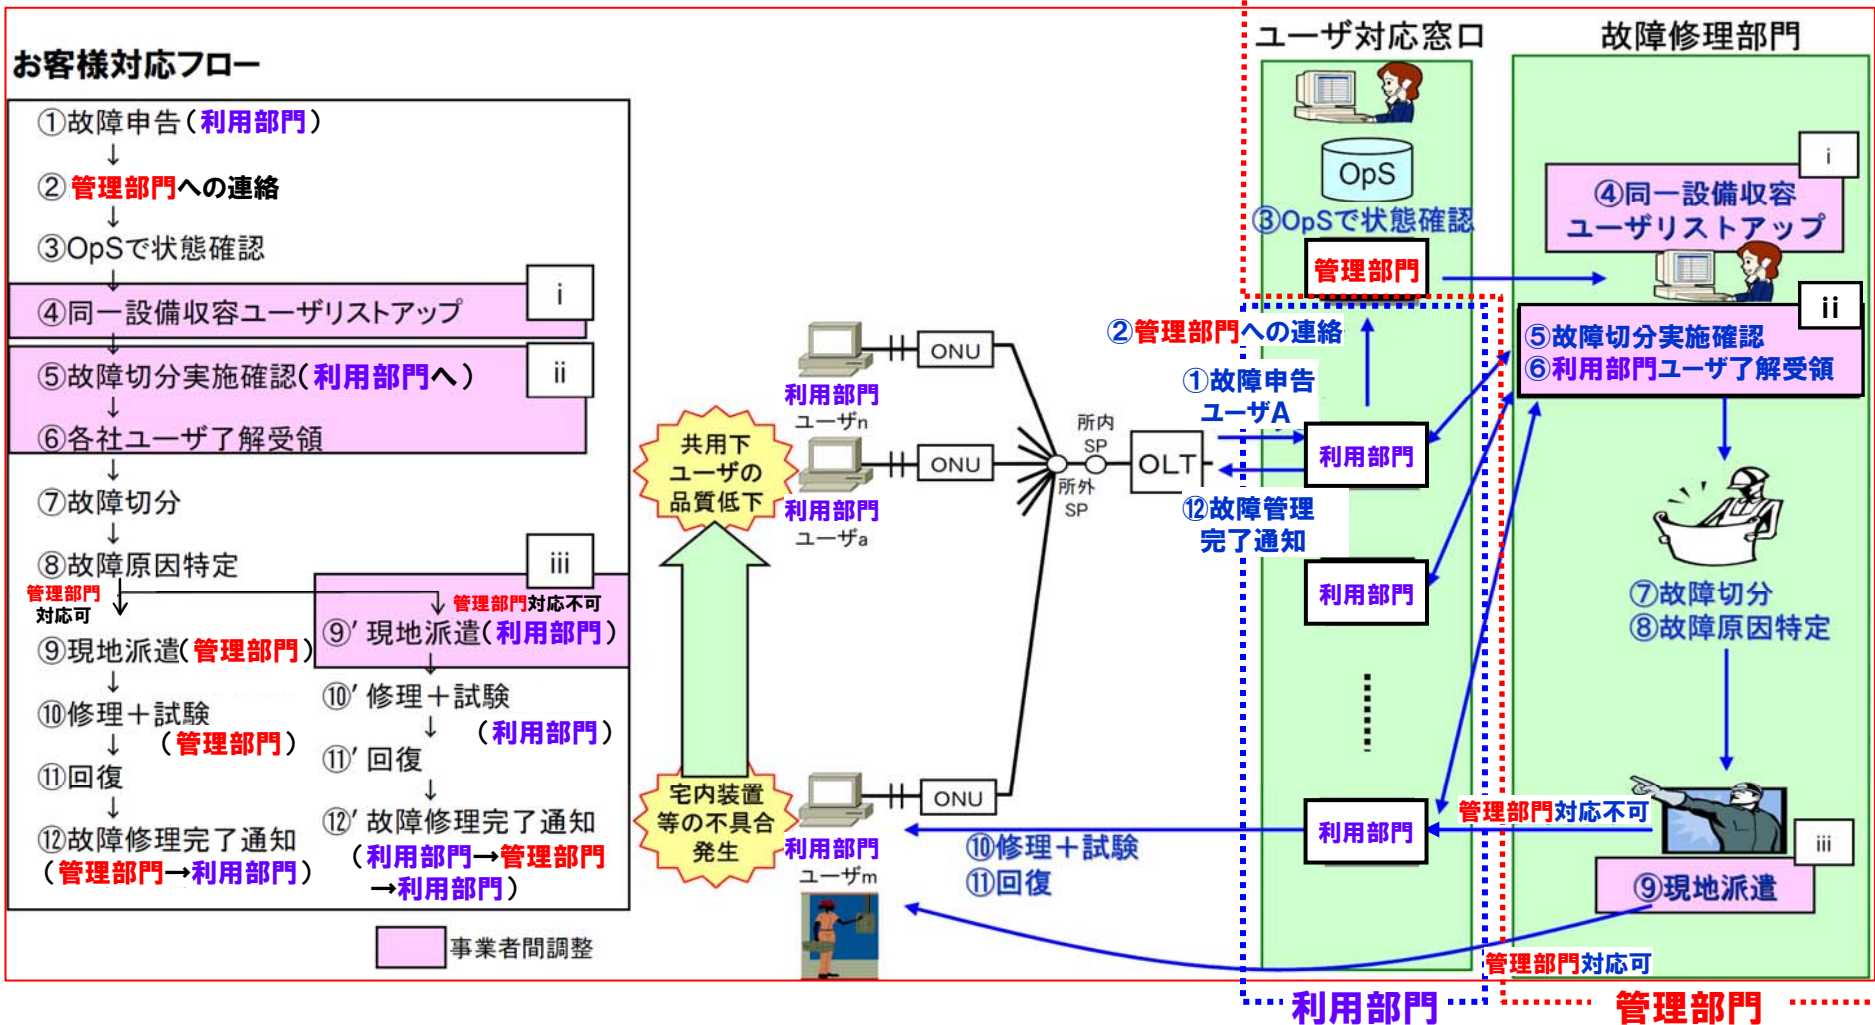 お客様対応フロー
①故障申告(利用部門)
↓
②管理部門への連絡
↓
③OpSで状態確認
↓
④同一設備収容ユーザリストアップ
i
↓
⑤故障切分実施確認(利用部門へ)
ii
↓
⑥各社ユーザ了解受領
↓
⑦故障切分
↓
⑧故障原因特定
管理部門
対応可
⑨現地派遣(管理部門)
↓
⑩修理＋試験
(管理部門)
↓
⑪回復
↓
⑫故障修理完了通知
(管理部門→利用部門)
iii
管理部門対応不可
⑨′現地派遣(利用部門)
↓
⑩′修理＋試験
(利用部門)
↓
⑪′回復
↓
⑫′故障修理完了通知
(利用部門→管理部門
→利用部門)
事業者間調整
共用下
ユーザの
品質低下
宅内装置
等の不具合
発生
利用部門
ユーザn
ONU
利用部門
ユーザa
ONU
利用部門
ユーザm
ONU
所内
SP
所外
SP
OLT
ユーザ対応窓口
OpS
③OpSで状態確認
管理部門
②管理部門への連絡
①故障申告
ユーザA
利用部門
⑫故障管理
完了通知
利用部門
利用部門
⑩修理＋試験
⑪回復
利用部門
故障修理部門
i
④同一設備収容
ユーザリストアップ
ii
⑤故障切分実施確認
⑥利用部門ユーザ了解受領
⑦故障切分
⑧故障原因特定
管理部門対応不可
iii
⑨現地派遣
管理部門対応可
管理部門